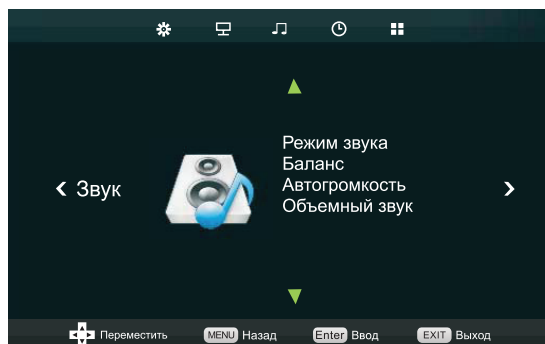 Звук
Режим звука
Баланс
Автогромкость
Объемный звук
Переместить MENU Назад Enter Ввод EXIT Выход